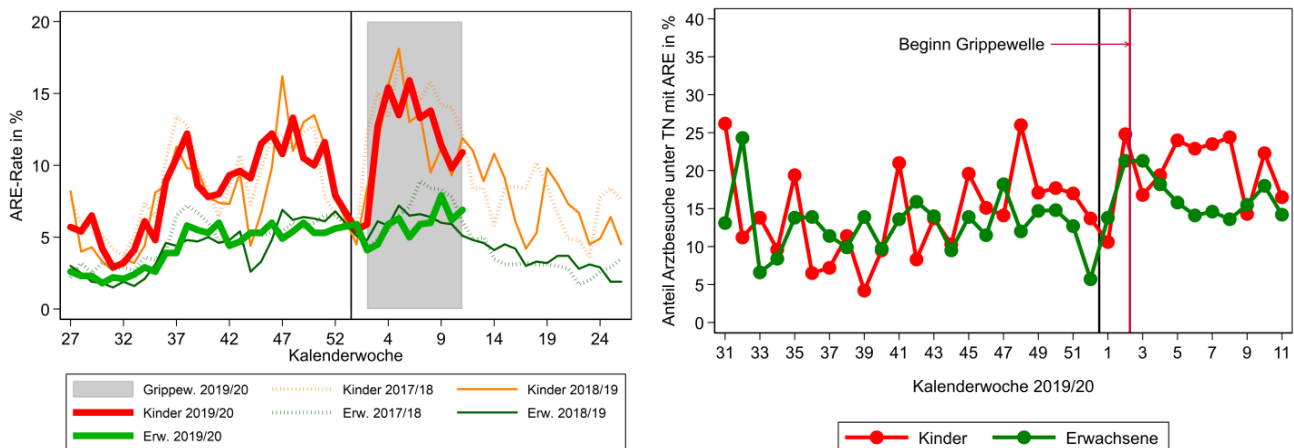 20
15
10
5
0
ARE-Rate in %
27 32 37 42 47 4 9 14 19 24
Kalenderwoche
Grippew. 2019/20 Kinder 2017/18 Kinder 2018/19
Kinder 2019/20 Erw. 2017/18 Erw. 2018/19
Erw. 2019/20
40
35
30
25
20
15
10
5
0
Anteil Arztbesuche unter TN mit ARE in %
Beginn Grippewelle
31 33 35 37 39 41 43 45 47 49 51 1 3 5 7 9 11
Kalenderwoche 2019/20
Kinder Erwachsene